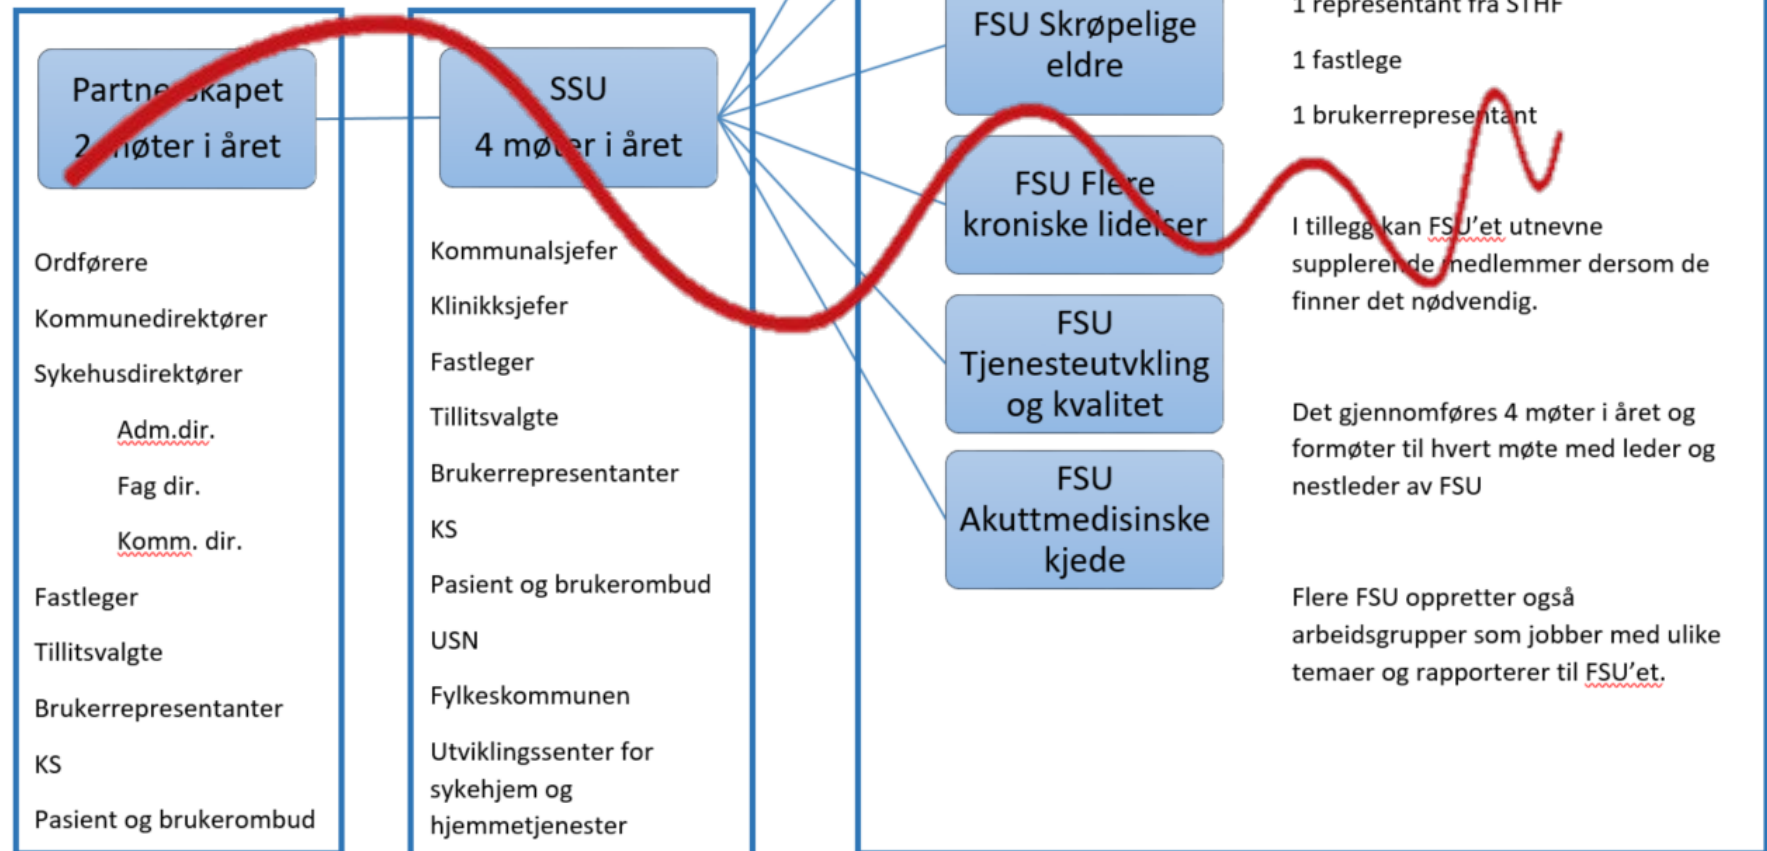 Partnerskapet
2 møter i året
Ordførere
Kommunedirektører
Sykehusdirektører
Adm.dir.
Fag dir.
Komm. dir.
Fastleger
Tillitsvalgte
Brukerrepresentanter
KS
Pasient og brukerombud
SSU
4 møter i året
Kommunalsjefer
Klinikksjefer
Fastleger
Tillitsvalgte
Brukerrepresentanter
KS
Pasient og brukerombud
USN
Fylkeskommunen
Utviklingssenter for
sykehjem og
hjemmetjenester
FSU Skrøpelige
eldre
FSU Flere
kroniske lidelser
FSU
Tjenesteutvkling
og kvalitet
FSU
Akuttmedisinske
kjede
1 representant fra STHF
1 fastlege
1 brukerrepresentant
I tillegg kan FSU’et utnevne
supplerende medlemmer dersom de
finner det nødvendig.
Det gjennomføres 4 møter i året og
formøter til hvert møte med leder og
nestleder av FSU
Flere FSU oppretter også
arbeidsgrupper som jobber med ulike
temaer og rapporterer til FSU’et.